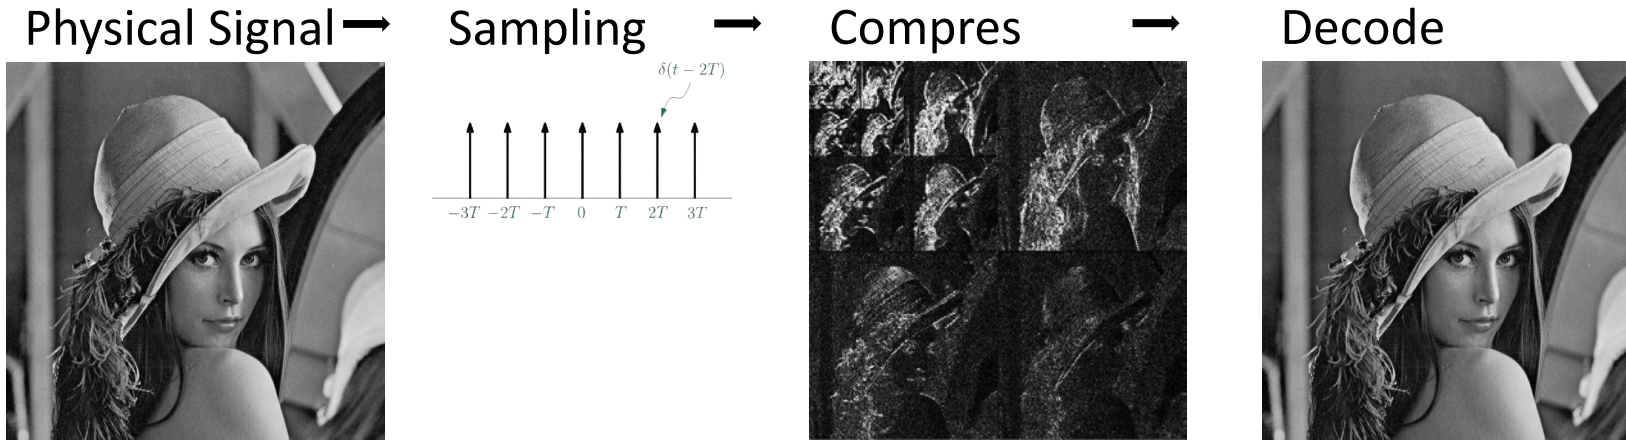 Physical Signal → Sampling → Compres → Decode
δ(t − 2T)
−3T −2T −T 0 T 2T 3T